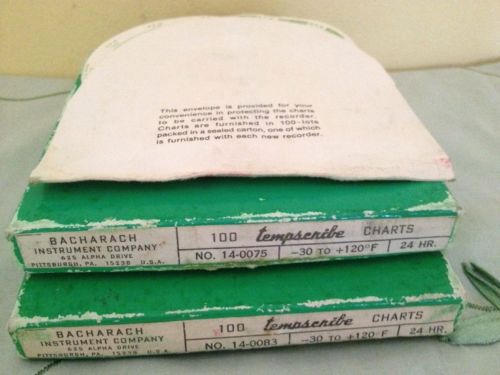 This envelope is provided for your
convenience in protecting the charts
to be carried with the recorder.
Charts are furnished in 100-lots
packed in a sealed carton, one of which
is furnished with each new recorder.
BACHARACH
INSTRUMENT COMPANY
625 ALPHA DRIVE
PITTSBURGH, PA. 15238 U.S.A.
100 tempscribe CHARTS
NO. 14-0075 -30 TO +120°F 24 HR.
BACHARACH
INSTRUMENT COMPANY
625 ALPHA DRIVE
PITTSBURGH, PA. 15238 U.S.A.
100 tempscribe CHARTS
NO. 14-0083 -30 TO +120°F 24 HR.